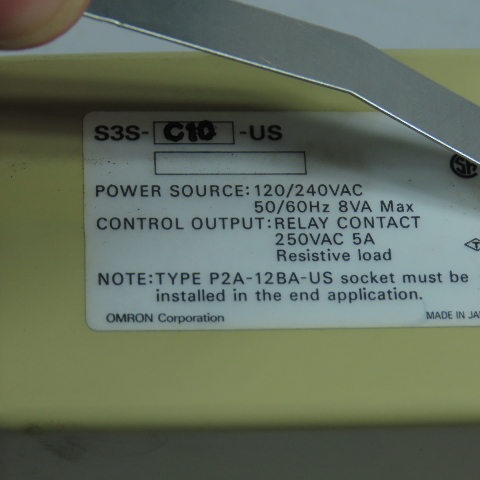 S3S-C10-US
POWER SOURCE:120/240VAC
50/60Hz 8VA Max
CONTROL OUTPUT:RELAY CONTACT
250VAC 5A
Resistive load
NOTE:TYPE P2A-12BA-US socket must be
installed in the end application.
OMRON Corporation
MADE IN